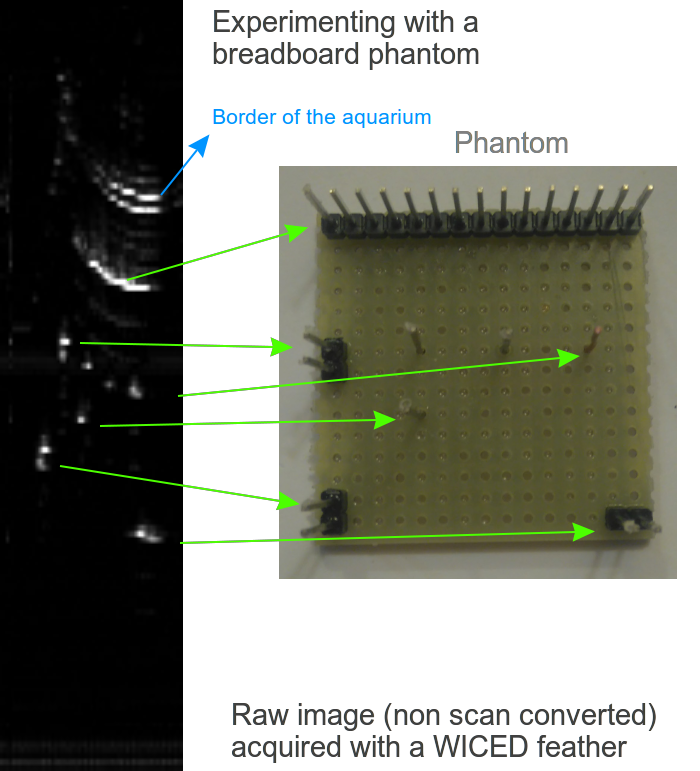 Experimenting with a
breadboard phantom
Border of the aquarium
Phantom
Raw image (non scan converted)
acquired with a WICED feather